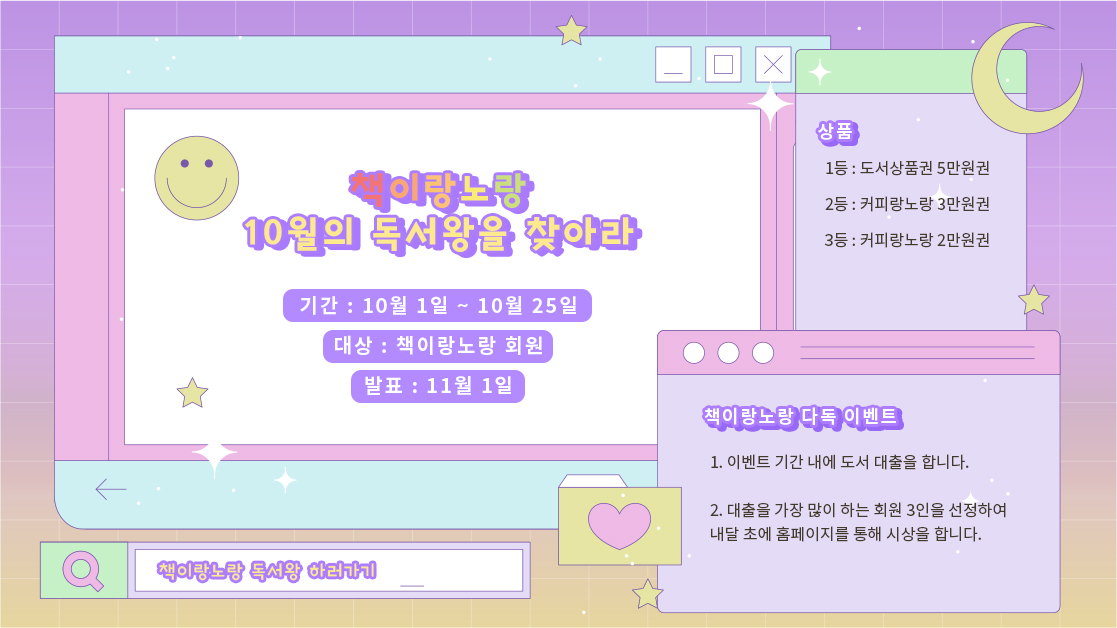 책이랑노랑
10월의 독서왕을 찾아라
기간 : 10월 1일 ~ 10월 25일
대상 : 책이랑노랑 회원
발표 : 11월 1일
상품
1등 : 도서상품권 5만원권
2등 : 커피랑노랑 3만원권
3등 : 커피랑노랑 2만원권
책이랑노랑 다독 이벤트
1. 이벤트 기간 내에 도서 대출을 합니다.
2. 대출을 가장 많이 하는 회원 3인을 선정하여
내달 초에 홈페이지를 통해 시상을 합니다.
책이랑노랑 독서왕 하러가기